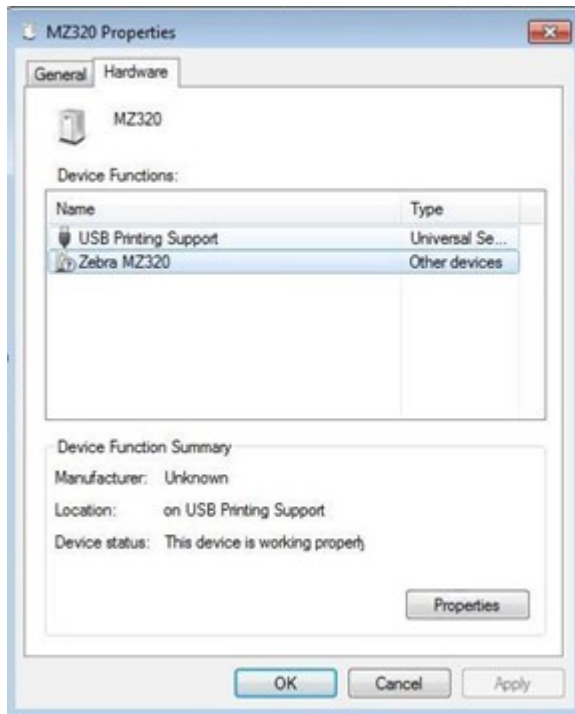 MZ320 Properties
General Hardware
MZ320
Device Functions:
Name Type
USB Printing Support Universal Se...
Zebra MZ320 Other devices
Device Function Summary
Manufacturer: Unknown
Location: on USB Printing Support
Device status: This device is working properly
Properties
OK Cancel Apply